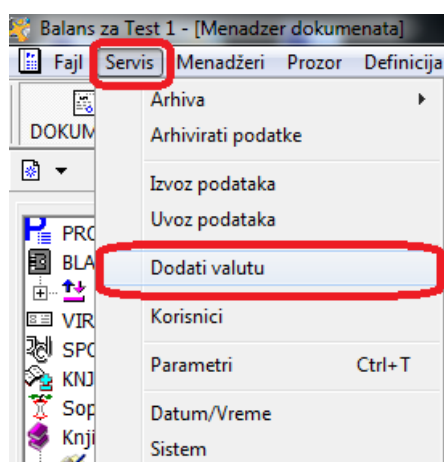 Balans za Test 1 - [Menadzer dokumenata]
Fajl Servis Menadžeri Prozor Definicija
DOKUM
Arhiva
Arhivirati podatke
Izvoz podataka
Uvoz podataka
Dodati valutu
Korisnici
Parametri Ctrl+T
Datum/Vreme
Sistem
PRO
BLA
VIR
SPO
KNJ
Sop
Knji